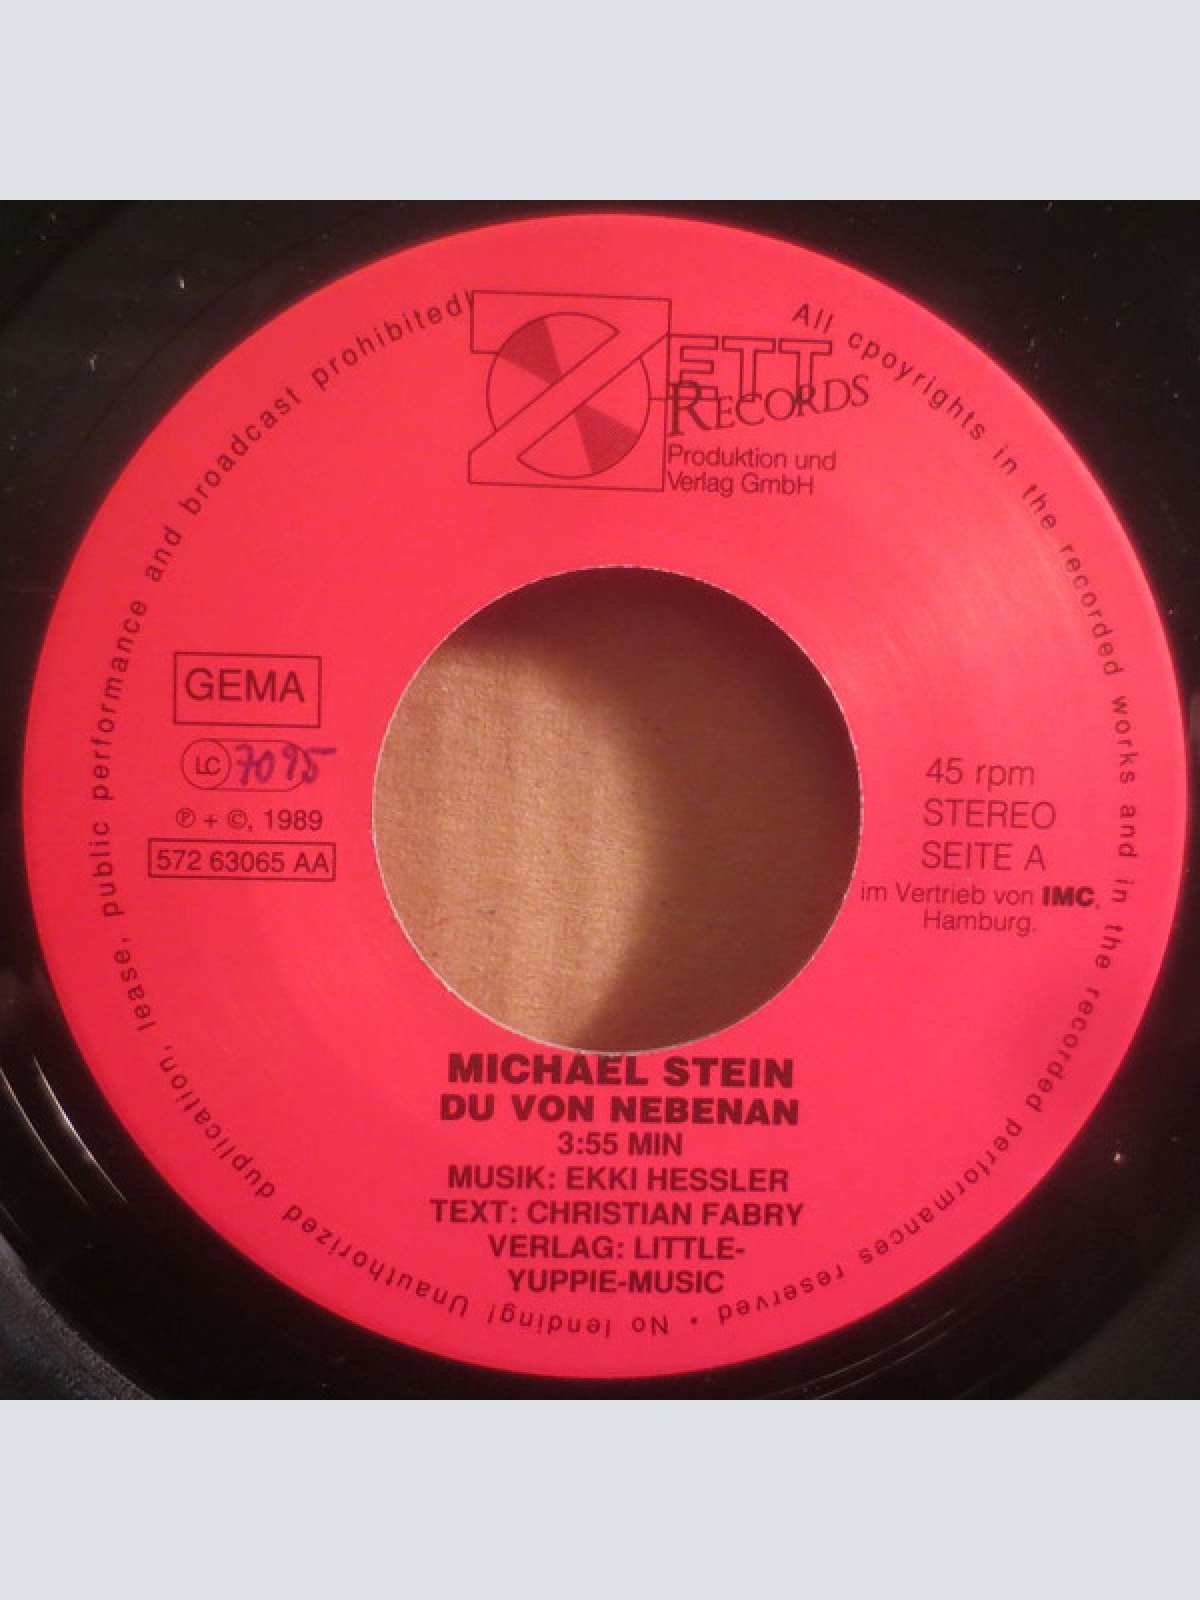 ZETT
RECORDS
Produktion und
Verlag GmbH
All cpoyrights in the recorded works and in the recorded performances reserved • No lending! Unauthorized duplication, lease, public performance and broadcast prohibited!
GEMA
LC 7095
℗ + ©, 1989
572 63065 AA
45 rpm
STEREO
SEITE A
im Vertrieb von IMC,
Hamburg.
MICHAEL STEIN
DU VON NEBENAN
3:55 MIN
MUSIK: EKKI HESSLER
TEXT: CHRISTIAN FABRY
VERLAG: LITTLE-
YUPPIE-MUSIC